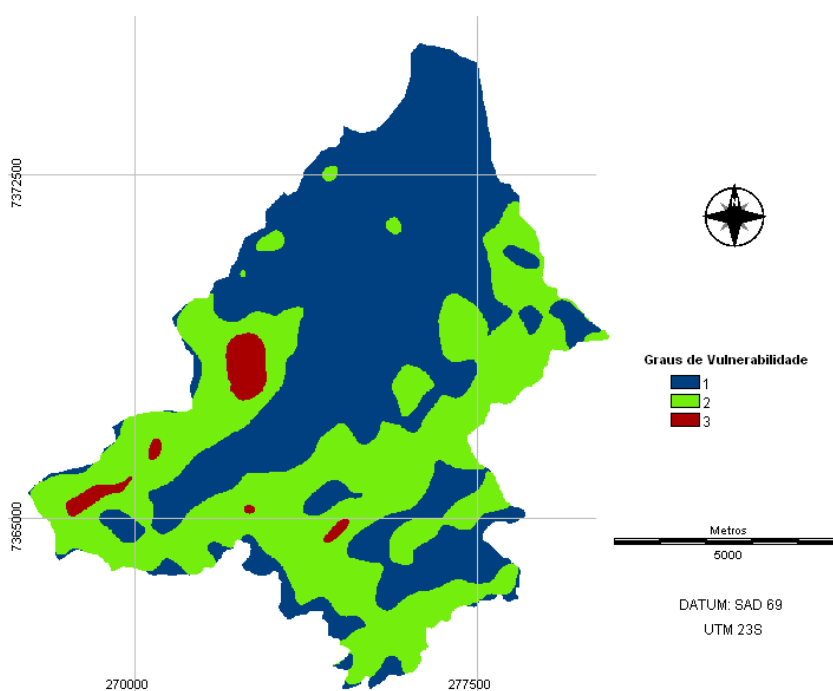 7372500
7365000
270000
277500
Graus de Vulnerabilidade
1
2
3
Metros
5000
DATUM: SAD 69
UTM 23S